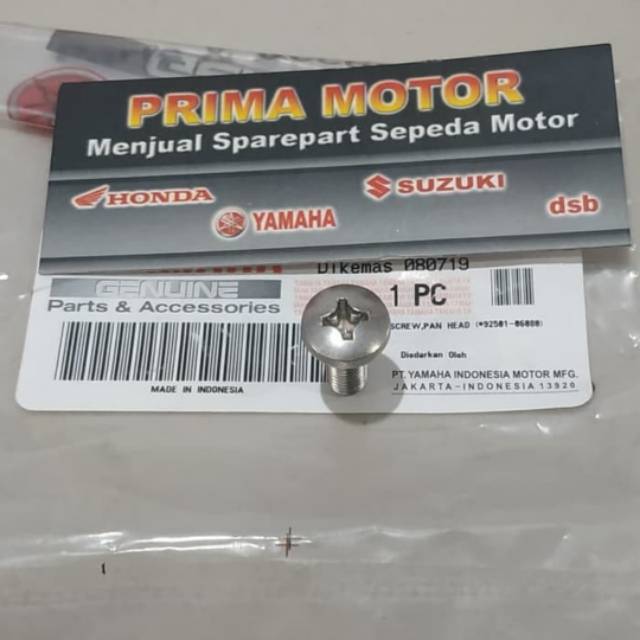 PRIMA MOTOR
Menjual Sparepart Sepeda Motor
HONDA
SUZUKI
YAMAHA
dsb
Dikemas 080719
GENUINE
Parts & Accessories
1 PC
SCREW,PAN HEAD (*92501-06080)
Diedarkan Oleh
MADE IN INDONESIA
PT. YAMAHA INDONESIA MOTOR MFG.
JAKARTA-INDONESIA 13920